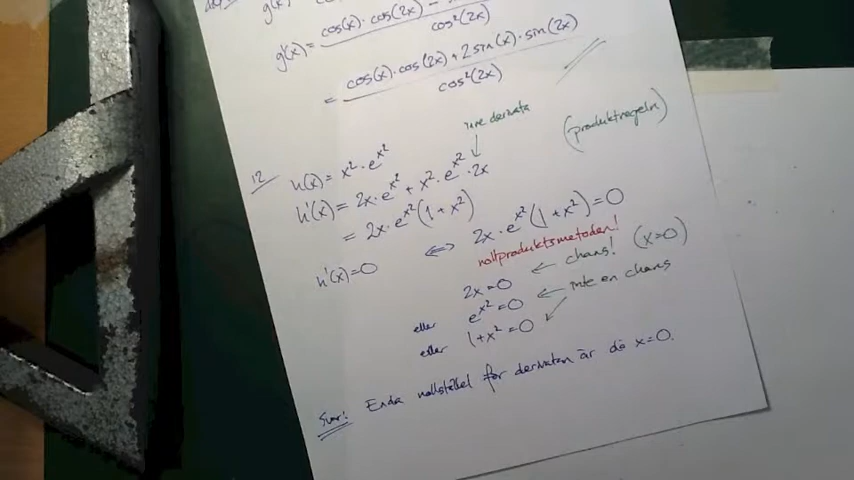 g'(x) = cos(x)·cos(2x) −
cos²(2x)
= cos(x)·cos(2x)+2sin(x)·sin(2x)
cos²(2x)
inre derivata
(produktregeln)
12 h(x) = x²·e^x²
h'(x) = 2x·e^x² + x²·e^x²·2x
= 2x·e^x²(1+x²)
h'(x)=0 ⇔ 2x·e^x²(1+x²)=0
nollproduktsmetoden!
2x=0 ← chans! (x=0)
eller e^x²=0 ← inte en chans
eller 1+x²=0
Svar: Enda nollstället för derivatan är då x=0.